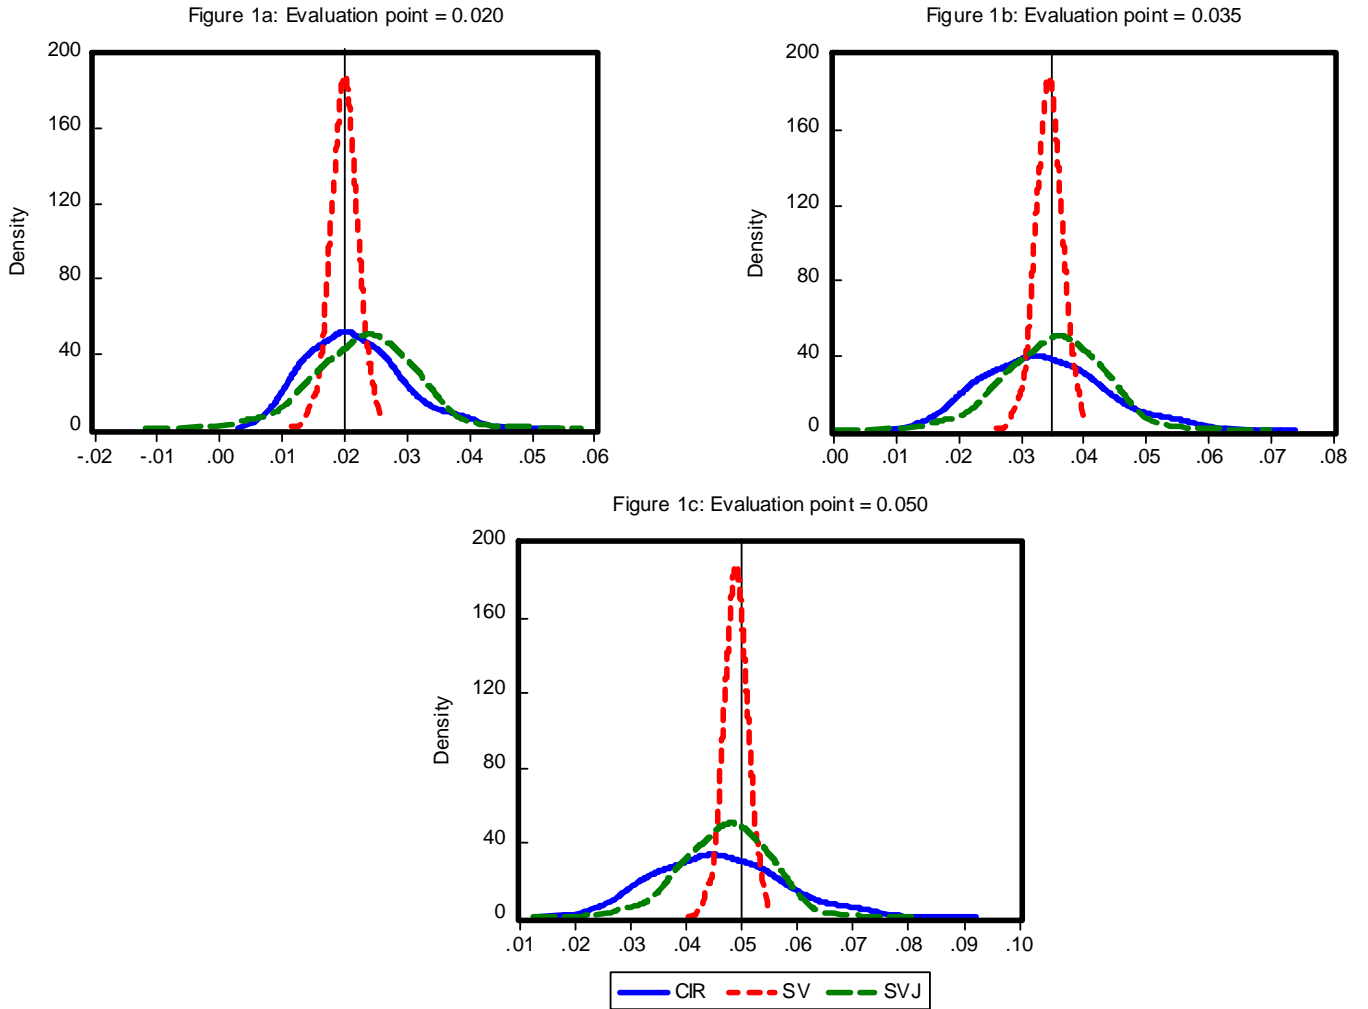 Figure 1a: Evaluation point = 0.020
200
160
120
80
40
0
Density
-.02 -.01 .00 .01 .02 .03 .04 .05 .06
Figure 1b: Evaluation point = 0.035
200
160
120
80
40
0
Density
.00 .01 .02 .03 .04 .05 .06 .07 .08
Figure 1c: Evaluation point = 0.050
200
160
120
80
40
0
Density
.01 .02 .03 .04 .05 .06 .07 .08 .09 .10
CIR SV SVJ